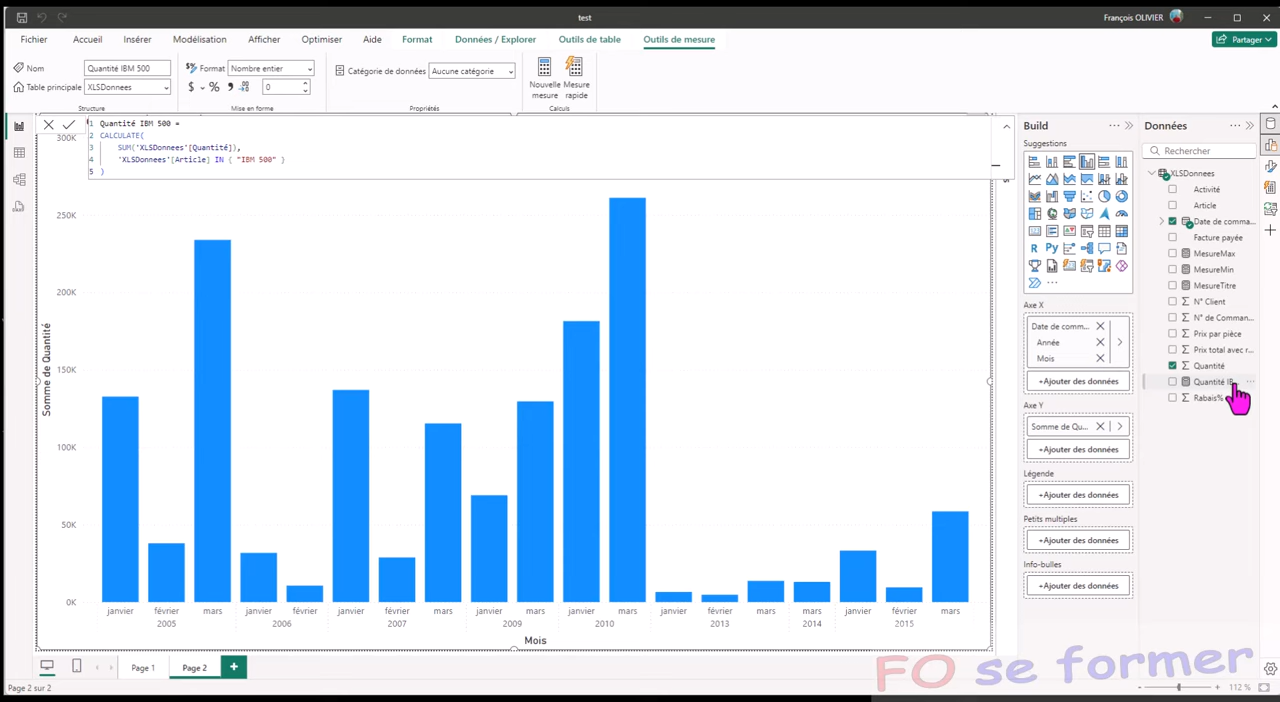 test
François OLIVIER
Fichier Accueil Insérer Modélisation Afficher Optimiser Aide Format Données / Explorer Outils de table Outils de mesure
Partager
Nom Quantité IBM 500
Format Nombre entier
Catégorie de données Aucune catégorie
Table principale XLSDonnees
$ % 0
Nouvelle mesure
Mesure rapide
Structure Mise en forme Propriétés Calculs
1 Quantité IBM 500 =
2 CALCULATE(
3 SUM('XLSDonnees'[Quantité]),
4 'XLSDonnees'[Article] IN { "IBM 500" }
5 )
300K
250K
200K
150K
100K
50K
0K
Somme de Quantité
janvier février mars janvier février janvier février mars janvier mars janvier mars janvier février mars mars janvier février mars
2005 2006 2007 2009 2010 2013 2014 2015
Mois
Build
Suggestions
R Py
Axe X
Date de comm...
Année
Mois
+Ajouter des données
Axe Y
Somme de Qu...
+Ajouter des données
Légende
+Ajouter des données
Petits multiples
+Ajouter des données
Info-bulles
+Ajouter des données
Données
Rechercher
XLSDonnees
Activité
Article
Date de comma...
Facture payée
MesureMax
MesureMin
MesureTitre
N° Client
N° de Comman...
Prix par pièce
Prix total avec r...
Quantité
Quantité IB
Rabais%
Page 1 Page 2 +
Page 2 sur 2
112 %
FO se former